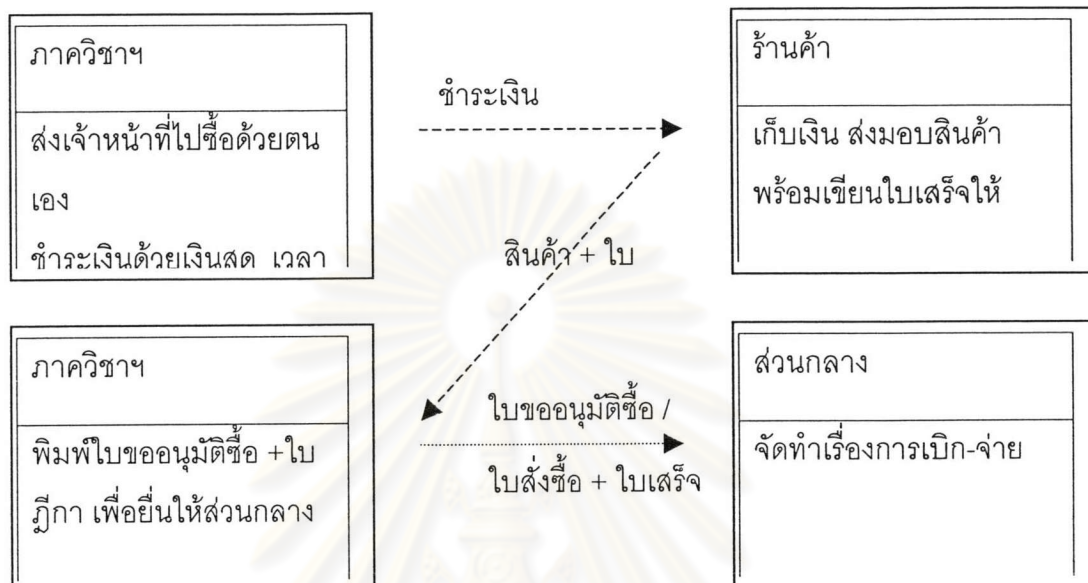 ภาควิชาฯ
ส่งเจ้าหน้าที่ไปซื้อด้วยตน
เอง
ชำระเงินด้วยเงินสด เวลา
ชำระเงิน
ร้านค้า
เก็บเงิน ส่งมอบสินค้า
พร้อมเขียนใบเสร็จให้
สินค้า + ใบ
ภาควิชาฯ
พิมพ์ใบขออนุมัติซื้อ +ใบ
ฎีกา เพื่อยื่นให้ส่วนกลาง
ใบขออนุมัติซื้อ /
ใบสั่งซื้อ + ใบเสร็จ
ส่วนกลาง
จัดทำเรื่องการเบิก-จ่าย